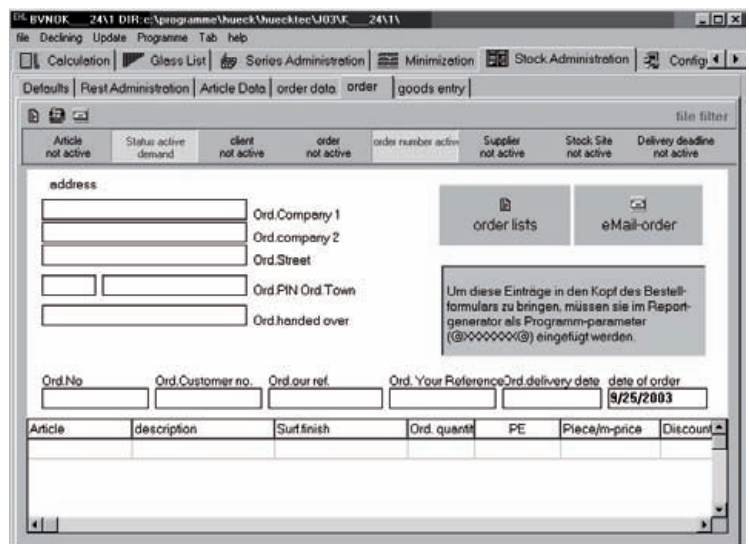 EHL BVNOK___24\1 DIR:c:\programme\hueck\huecktec\J03\K___24\1\
file Declining Update Programme Tab help
Calculation Glass List Series Administration Minimization Stock Administration Config
Defaults Rest Administration Article Data order data order goods entry
file filter
Article not active
Status active demand
client not active
order not active
order number active
Supplier not active
Stock Site not active
Delivery deadline not active
address
Ord.Company 1
Ord.company 2
Ord.Street
Ord.PIN Ord.Town
Ord.handed over
order lists
eMail-order
Um diese Einträge in den Kopf des Bestell-
formulars zu bringen, müssen sie im Report-
generator als Programm-parameter
(@XXXXXXX@) eingefügt werden.
Ord.No Ord.Customer no. Ord.our ref. Ord. Your Reference Ord.delivery date date of order
9/25/2003
Article description Surf.finish Ord. quantit PE Piece/m-price Discount